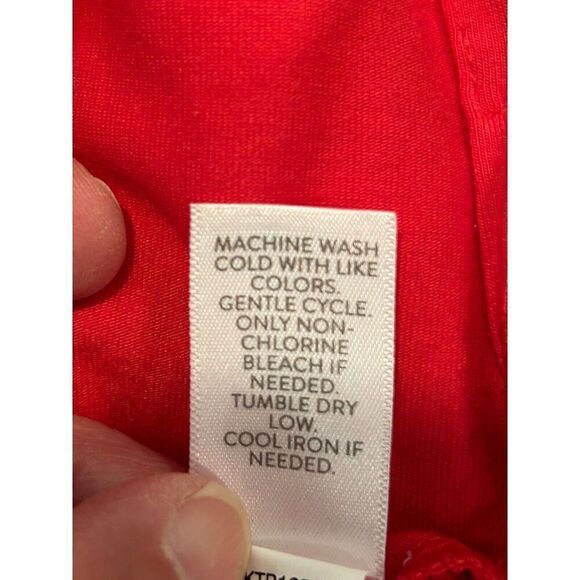 MACHINE WASH
COLD WITH LIKE
COLORS.
GENTLE CYCLE.
ONLY NON-
CHLORINE
BLEACH IF
NEEDED.
TUMBLE DRY
LOW.
COOL IRON IF
NEEDED.